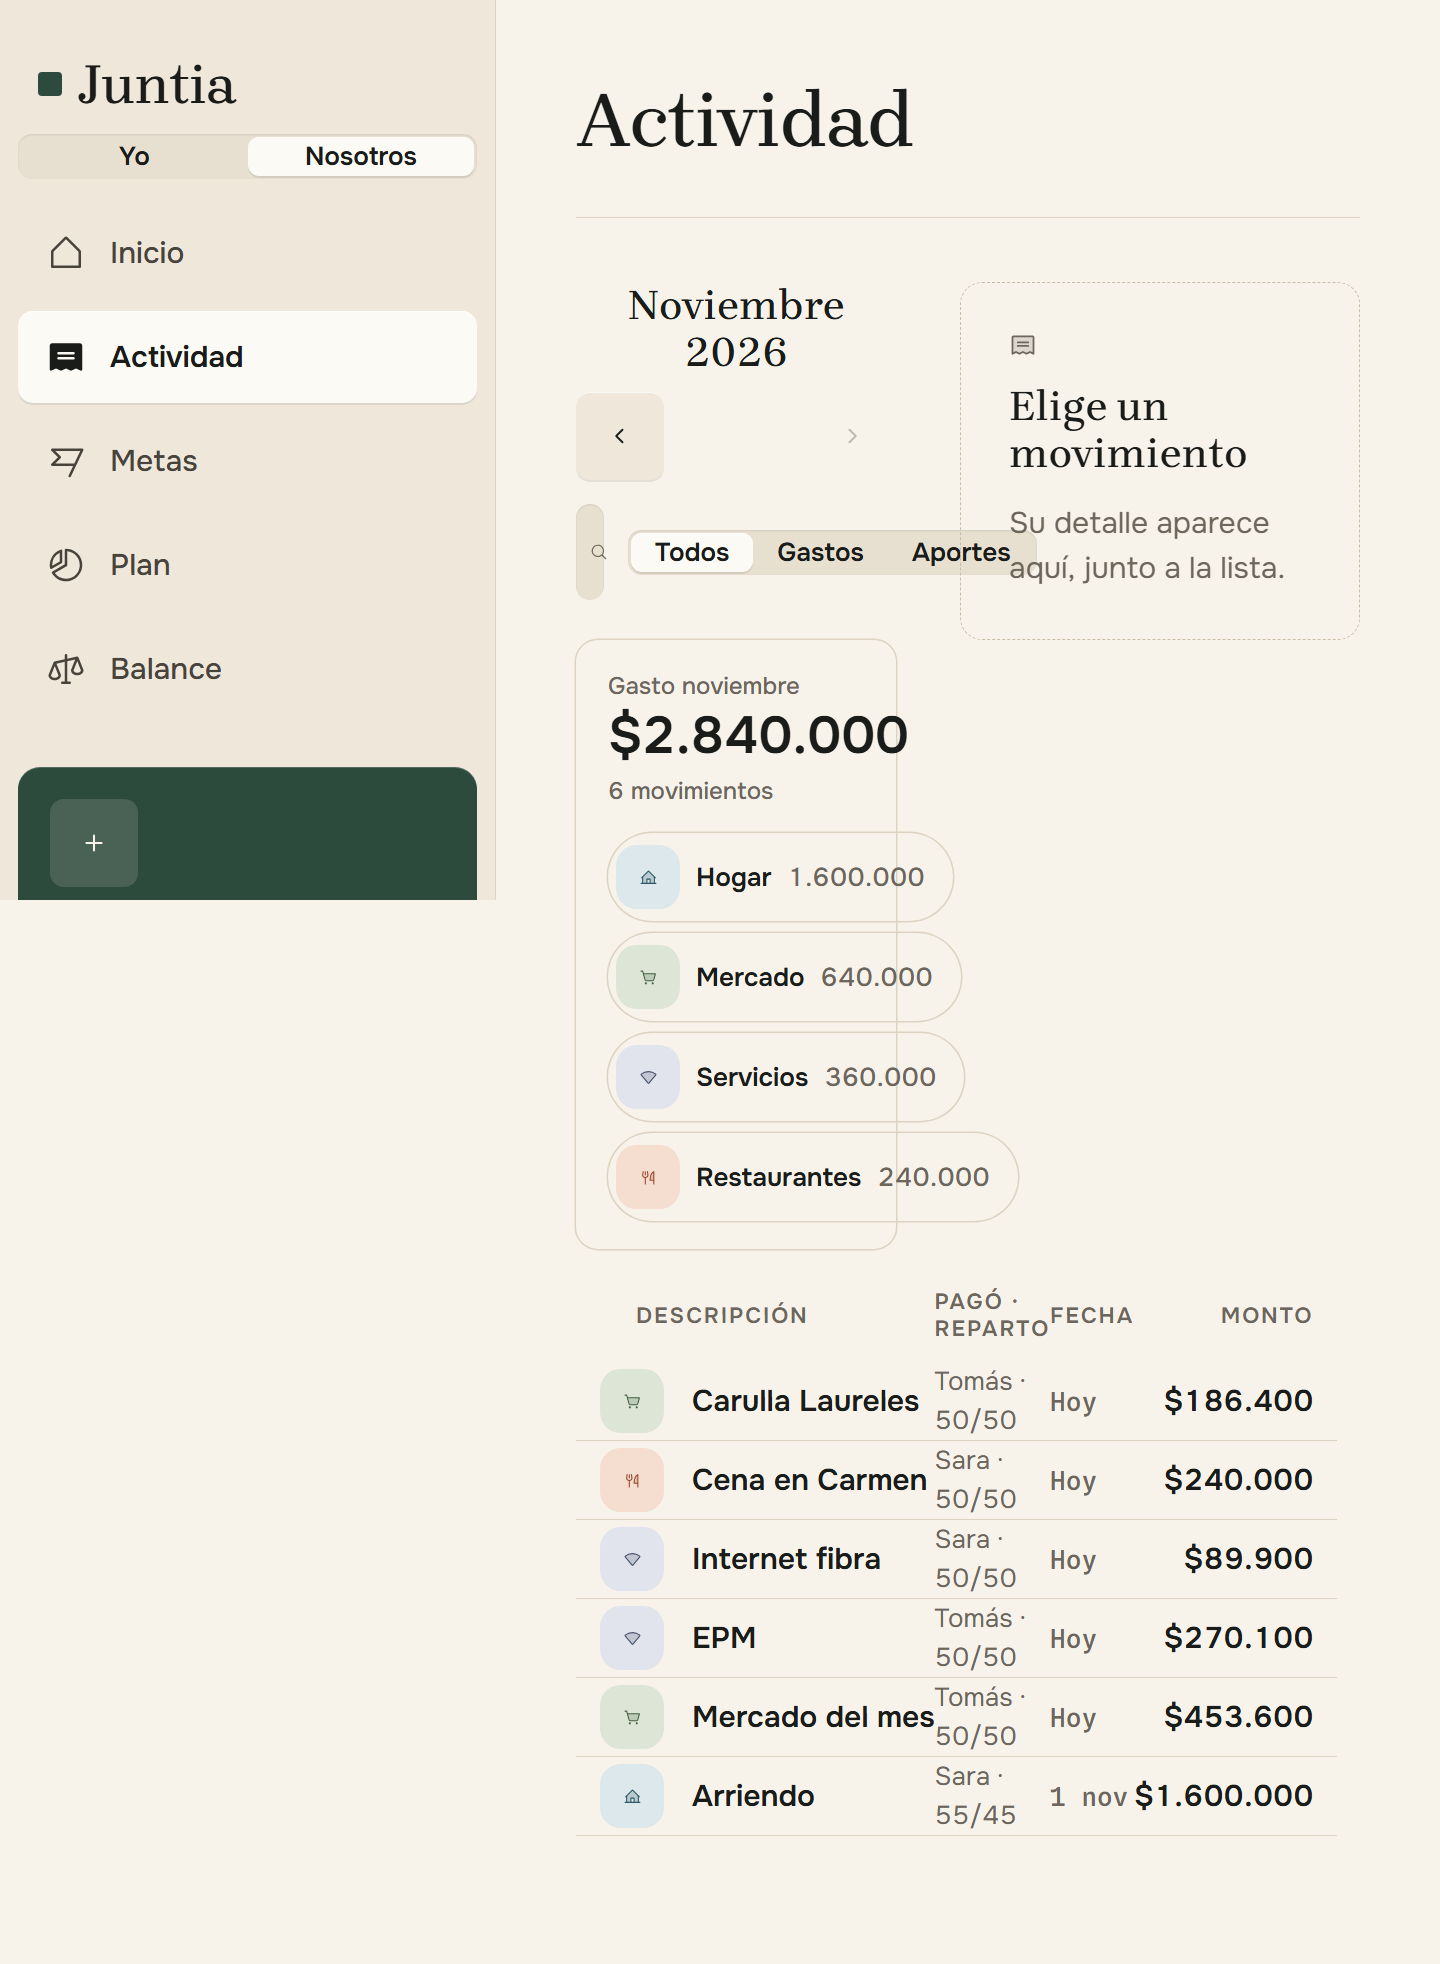 Juntia
Yo
Nosotros
Inicio
Actividad
Metas
Plan
Balance
+
Actividad
Noviembre
2026
Todos
Gastos
Aportes
Elige un
movimiento
Su detalle aparece
aquí, junto a la lista.
Gasto noviembre
$2.840.000
6 movimientos
Hogar 1.600.000
Mercado 640.000
Servicios 360.000
Restaurantes 240.000
DESCRIPCIÓN
PAGÓ ·
REPARTO
FECHA
MONTO
Carulla Laureles
Tomás ·
50/50
Hoy
$186.400
Cena en Carmen
Sara ·
50/50
Hoy
$240.000
Internet fibra
Sara ·
50/50
Hoy
$89.900
EPM
Tomás ·
50/50
Hoy
$270.100
Mercado del mes
Tomás ·
50/50
Hoy
$453.600
Arriendo
Sara ·
55/45
1 nov
$1.600.000